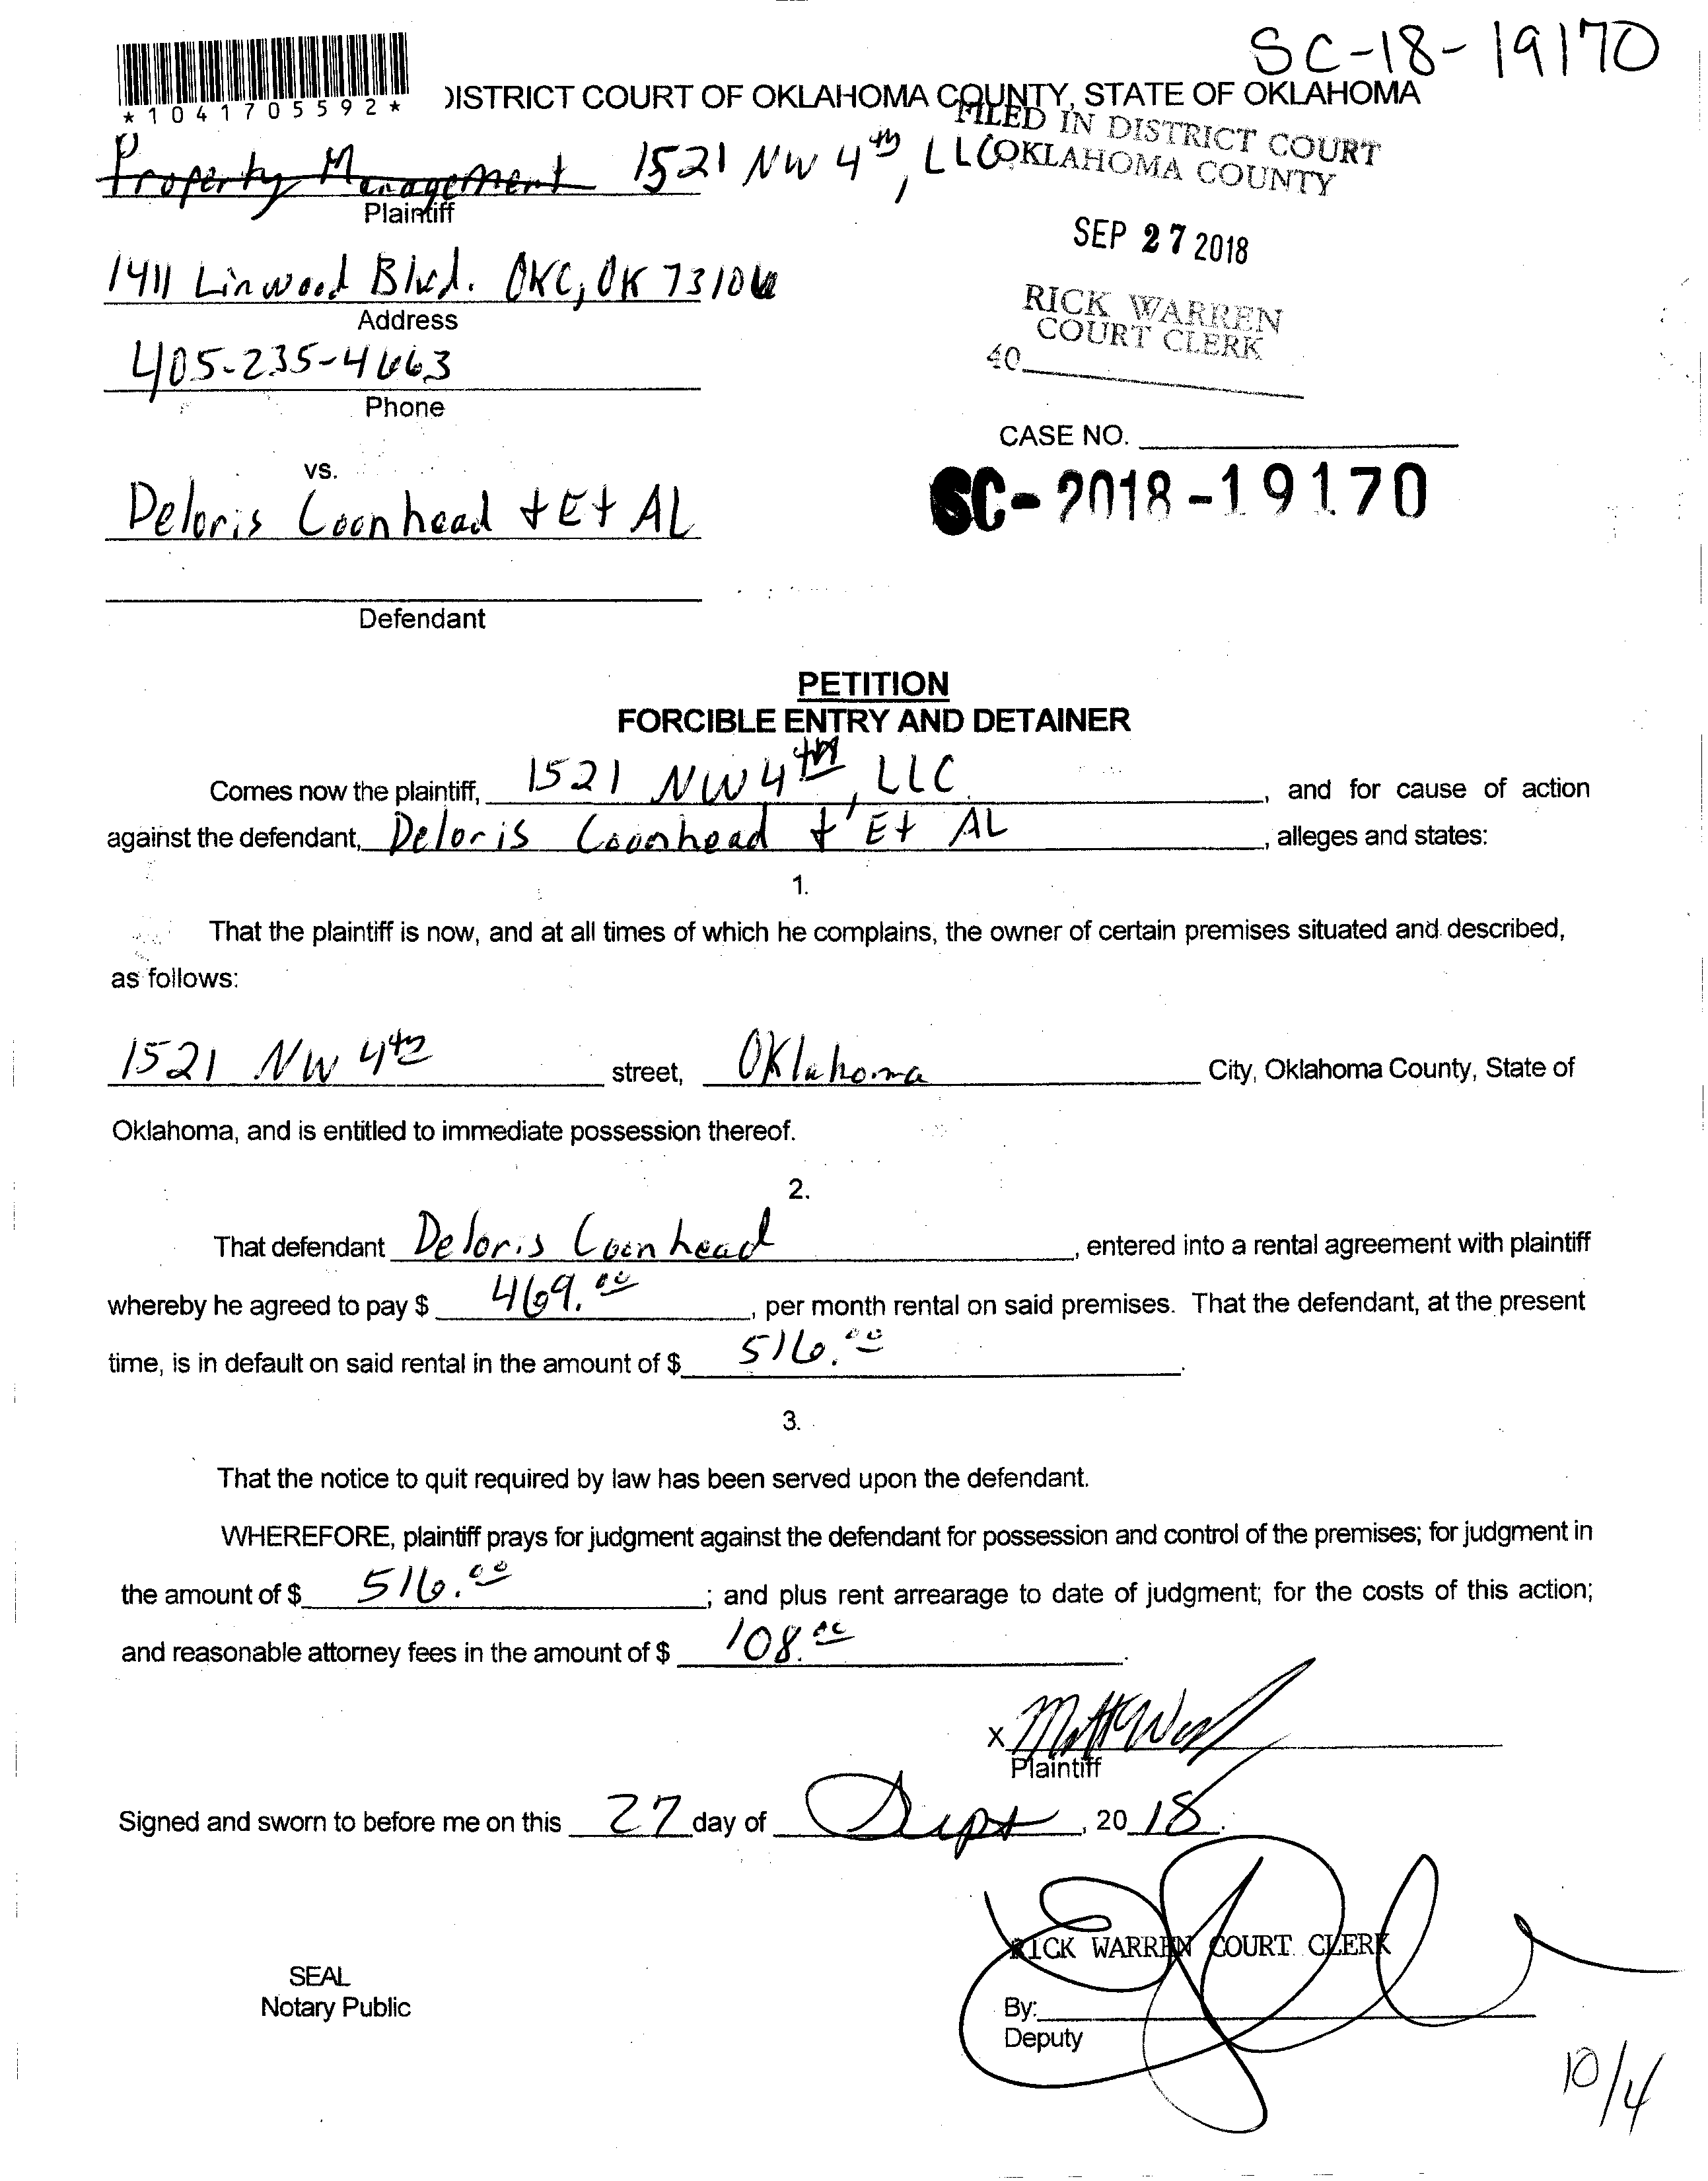 SC-18-19170
*1041705592*
DISTRICT COURT OF OKLAHOMA COUNTY, STATE OF OKLAHOMA
FILED IN DISTRICT COURT
OKLAHOMA COUNTY
Property Management 1521 NW 4th, LLC
Plaintiff
SEP 27 2018
1411 Linwood Blvd. OKC, OK 73106
Address
RICK WARREN
COURT CLERK
40
405-235-4663
Phone
CASE NO.
SC-2018-19170
vs.
Deloris Coonhead + Et AL
Defendant
PETITION
FORCIBLE ENTRY AND DETAINER
Comes now the plaintiff, 1521 NW 4th, LLC, and for cause of action
against the defendant, Deloris Coonhead + Et AL, alleges and states:
1.
That the plaintiff is now, and at all times of which he complains, the owner of certain premises situated and described,
as follows:
1521 NW 4th street, Oklahoma City, Oklahoma County, State of
Oklahoma, and is entitled to immediate possession thereof.
2.
That defendant Deloris Coonhead, entered into a rental agreement with plaintiff
whereby he agreed to pay $ 469.00, per month rental on said premises. That the defendant, at the present
time, is in default on said rental in the amount of $ 516.00.
3.
That the notice to quit required by law has been served upon the defendant.
WHEREFORE, plaintiff prays for judgment against the defendant for possession and control of the premises; for judgment in
the amount of $ 516.00; and plus rent arrearage to date of judgment; for the costs of this action;
and reasonable attorney fees in the amount of $ 108.00.
X
Plaintiff
Signed and sworn to before me on this 27 day of Sept, 2018.
RICK WARREN COURT CLERK
SEAL
Notary Public
By:
Deputy
10/4